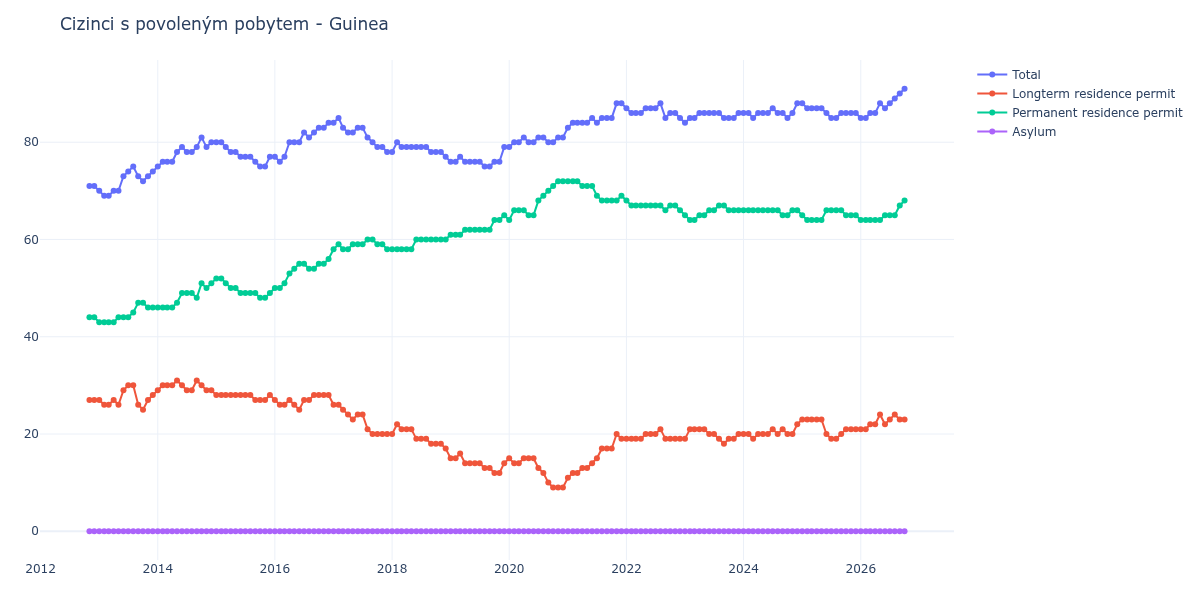 Cizinci s povoleným pobytem - Guinea
Total
Longterm residence permit
Permanent residence permit
Asylum
80
60
40
20
0
2012
2014
2016
2018
2020
2022
2024
2026